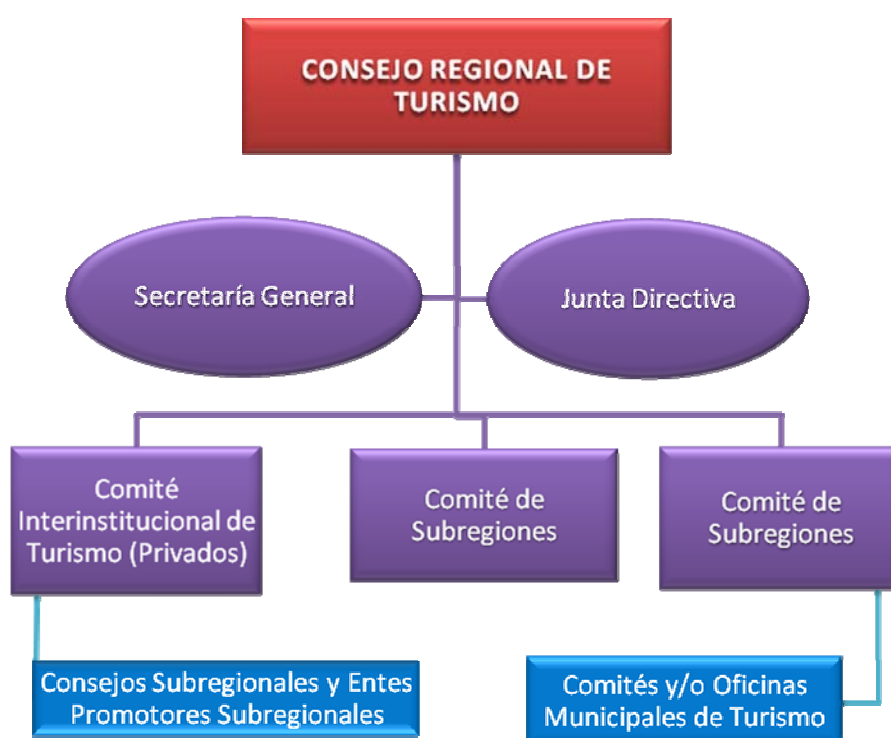 CONSEJO REGIONAL DE
TURISMO
Secretaría General
Junta Directiva
Comité
Interinstitucional de
Turismo (Privados)
Comité de
Subregiones
Comité de
Subregiones
Consejos Subregionales y Entes
Promotores Subregionales
Comités y/o Oficinas
Municipales de Turismo